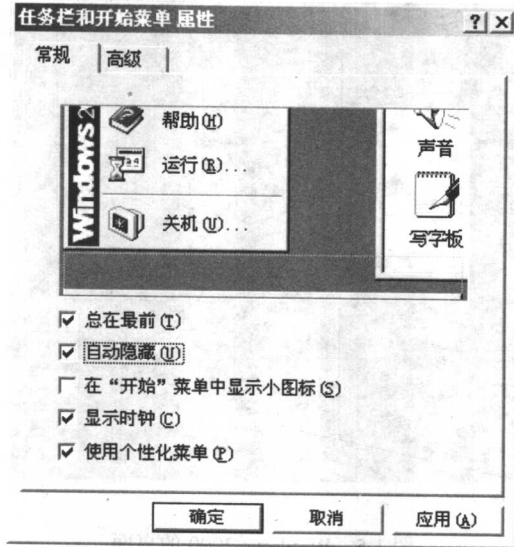 任务栏和开始菜单 属性
常规 高级
Windows 2
帮助(H)
运行(R)...
关机(U)...
声音
写字板
总在最前(T)
自动隐藏(U)
在“开始”菜单中显示小图标(S)
显示时钟(C)
使用个性化菜单(P)
确定 取消 应用(A)